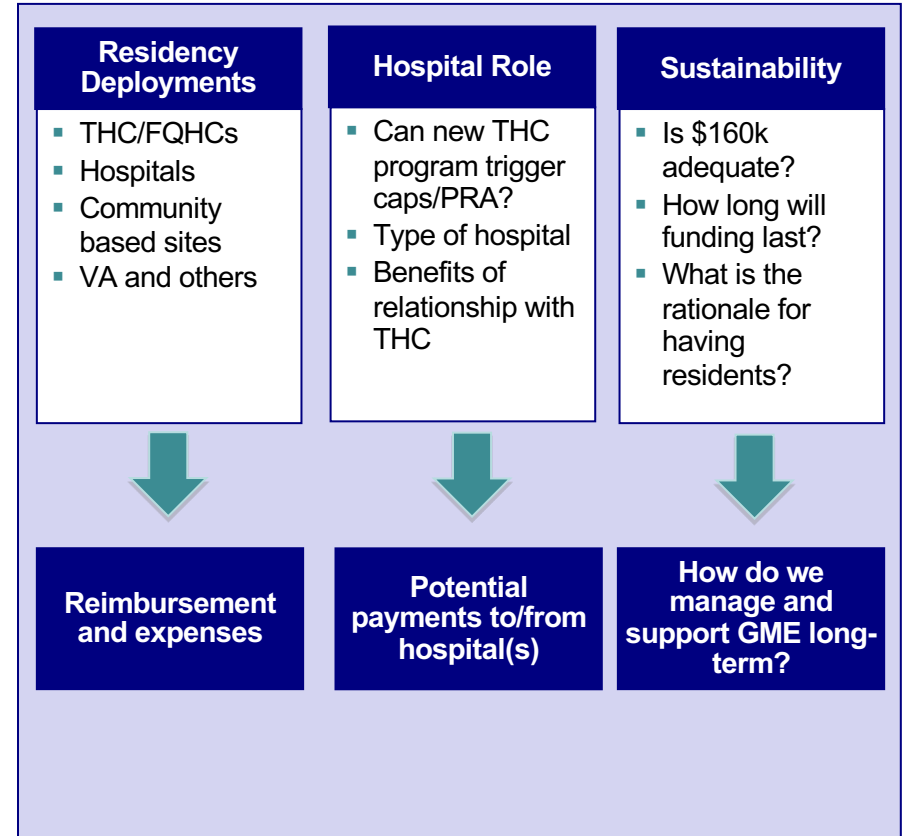 Residency
Deployments
▪ THC/FQHCs
▪ Hospitals
▪ Community
based sites
▪ VA and others
Reimbursement
and expenses
Hospital Role
▪ Can new THC
program trigger
caps/PRA?
▪ Type of hospital
▪ Benefits of
relationship with
THC
Potential
payments to/from
hospital(s)
Sustainability
▪ Is $160k
adequate?
▪ How long will
funding last?
▪ What is the
rationale for
having
residents?
How do we
manage and
support GME long-
term?